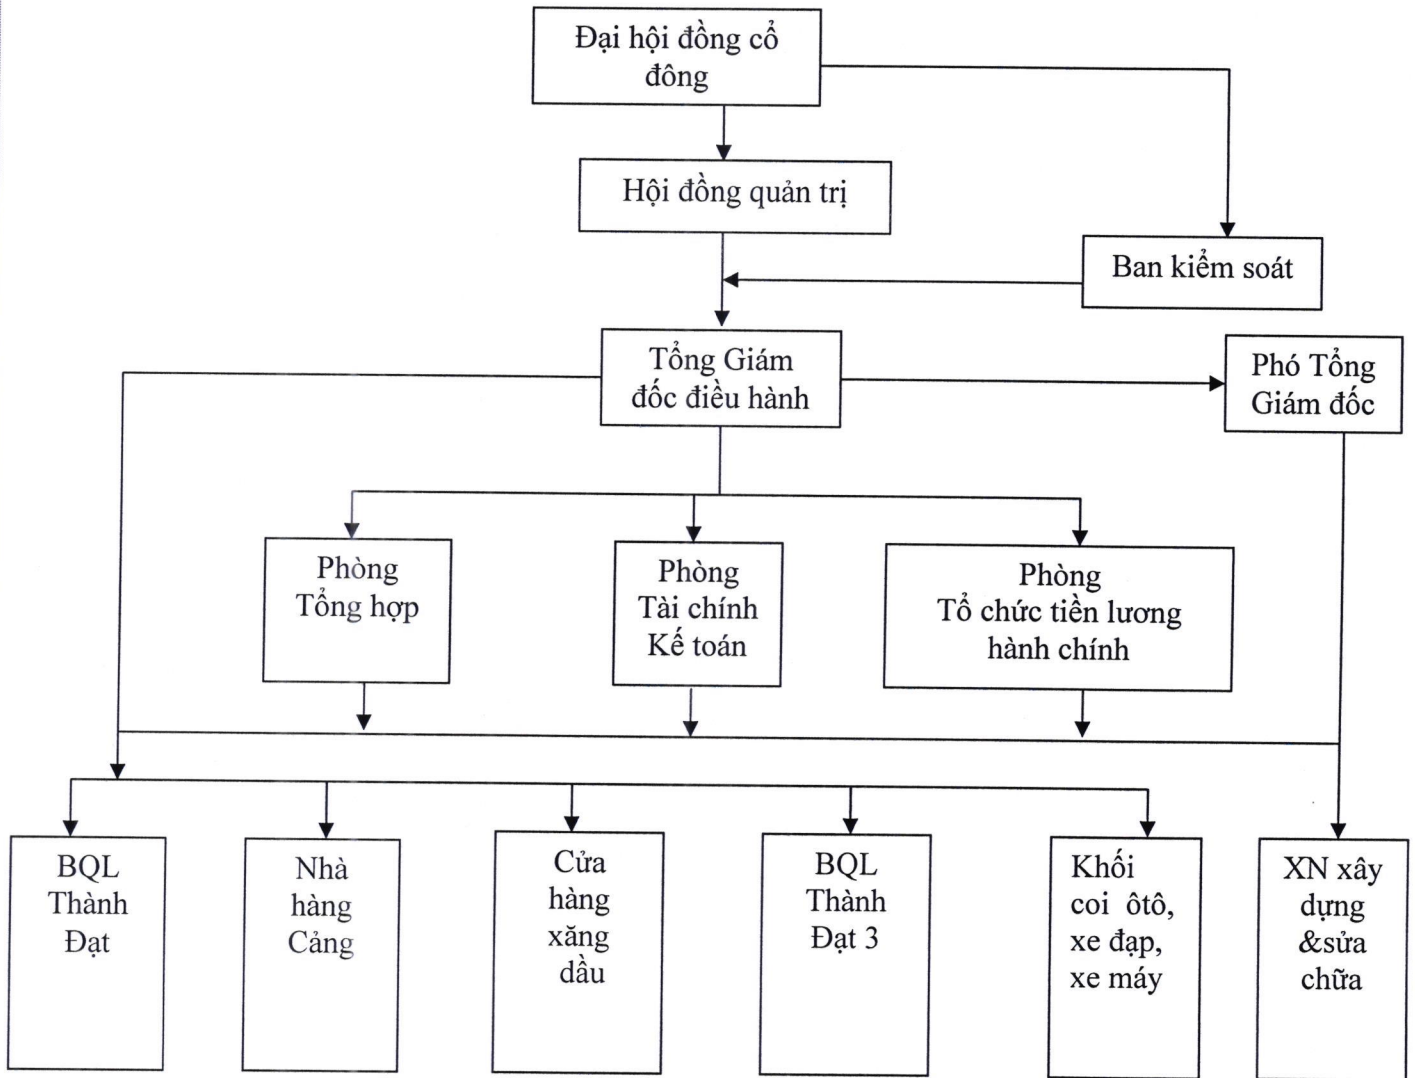 Đại hội đồng cổ
đông
Hội đồng quản trị
Ban kiểm soát
Tổng Giám
đốc điều hành
Phó Tổng
Giám đốc
Phòng
Tổng hợp
Phòng
Tài chính
Kế toán
Phòng
Tổ chức tiền lương
hành chính
BQL
Thành
Đạt
Nhà
hàng
Cảng
Cửa
hàng
xăng
dầu
BQL
Thành
Đạt 3
Khối
coi ôtô,
xe đạp,
xe máy
XN xây
dựng
&sửa
chữa